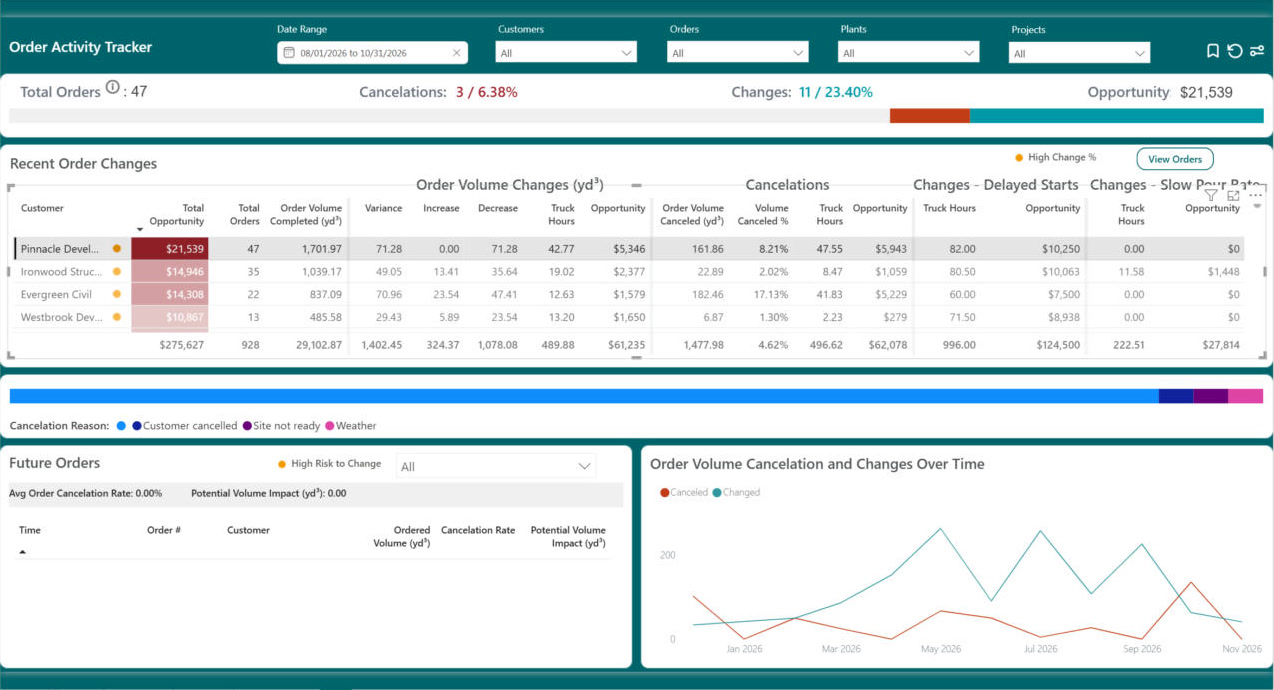 Order Activity Tracker
Date Range
08/01/2026 to 10/31/2026
Customers
All
Orders
All
Plants
All
Projects
All
Total Orders : 47
Cancelations: 3 / 6.38%
Changes: 11 / 23.40%
Opportunity $21,539
Recent Order Changes
High Change %
View Orders
Order Volume Changes (yd³) Cancelations Changes - Delayed Starts Changes - Slow Pour Rate
Customer Total Opportunity Total Orders Order Volume Completed (yd³) Variance Increase Decrease Truck Hours Opportunity Order Volume Canceled (yd³) Volume Canceled % Truck Hours Opportunity Truck Hours Opportunity Truck Hours Opportunity
Pinnacle Devel... $21,539 47 1,701.97 71.28 0.00 71.28 42.77 $5,346 161.86 8.21% 47.55 $5,943 82.00 $10,250 0.00 $0
Ironwood Struc... $14,946 35 1,039.17 49.05 13.41 35.64 19.02 $2,377 22.89 2.02% 8.47 $1,059 80.50 $10,063 11.58 $1,448
Evergreen Civil $14,308 22 837.09 70.96 23.54 47.41 12.63 $1,579 182.46 17.13% 41.83 $5,229 60.00 $7,500 0.00 $0
Westbrook Dev... $10,867 13 485.58 29.43 5.89 23.54 13.20 $1,650 6.87 1.30% 2.23 $279 71.50 $8,938 0.00 $0
$275,627 928 29,102.87 1,402.45 324.37 1,078.08 489.88 $61,235 1,477.98 4.62% 496.62 $62,078 996.00 $124,500 222.51 $27,814
Cancelation Reason: Customer cancelled Site not ready Weather
Future Orders
High Risk to Change
All
Avg Order Cancelation Rate: 0.00% Potential Volume Impact (yd³): 0.00
Time Order # Customer Ordered Volume (yd³) Cancelation Rate Potential Volume Impact (yd³)
Order Volume Cancelation and Changes Over Time
Canceled Changed
200
0
Jan 2026 Mar 2026 May 2026 Jul 2026 Sep 2026 Nov 2026